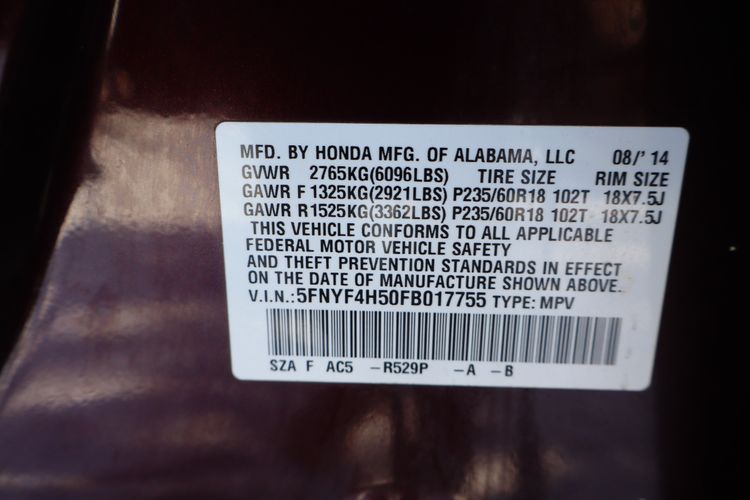 MFD. BY HONDA MFG. OF ALABAMA, LLC 08/'14
GVWR 2765KG(6096LBS) TIRE SIZE RIM SIZE
GAWR F 1325KG(2921LBS) P235/60R18 102T 18X7.5J
GAWR R1525KG(3362LBS) P235/60R18 102T 18X7.5J
THIS VEHICLE CONFORMS TO ALL APPLICABLE
FEDERAL MOTOR VEHICLE SAFETY
AND THEFT PREVENTION STANDARDS IN EFFECT
ON THE DATE OF MANUFACTURE SHOWN ABOVE.
V.I.N.:5FNYF4H50FB017755 TYPE: MPV
SZA F AC5 -R529P -A -B